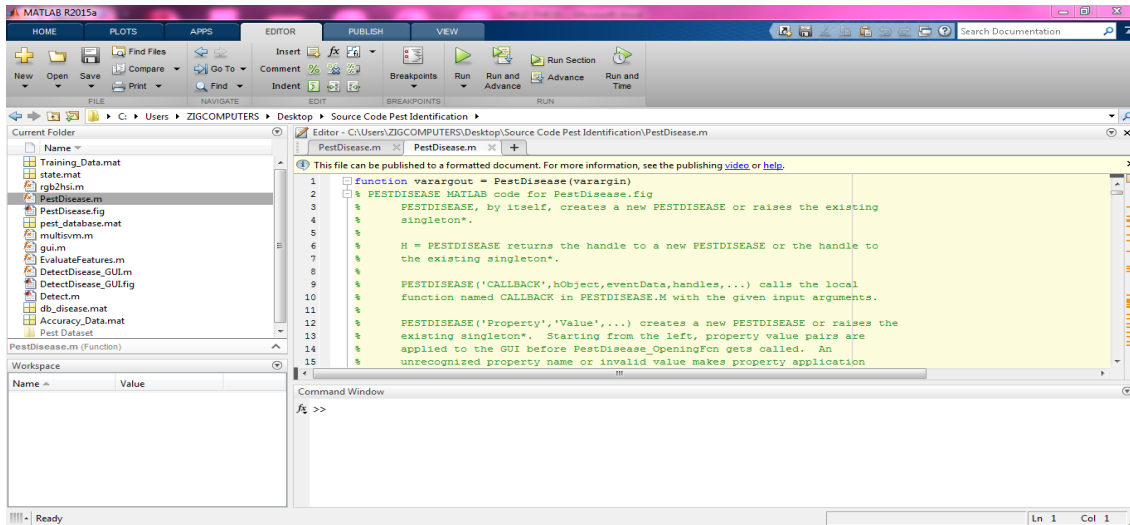 MATLAB R2015a
HOME PLOTS APPS EDITOR PUBLISH VIEW Search Documentation
New Open Save Find Files Compare Print
Go To Find
Insert fx
Comment
Indent
Breakpoints Run Run and Advance Run Section Advance Run and Time
FILE NAVIGATE EDIT BREAKPOINTS RUN
C: Users ZIGCOMPUTERS Desktop Source Code Pest Identification
Current Folder
Name
Training_Data.mat
state.mat
rgb2hsi.m
PestDisease.m
PestDisease.fig
pest_database.mat
multisvm.m
gui.m
EvaluateFeatures.m
DetectDisease_GUI.m
DetectDisease_GUI.fig
Detect.m
db_disease.mat
Accuracy_Data.mat
Pest Dataset
PestDisease.m (Function)
Workspace
Name Value
Editor - C:\Users\ZIGCOMPUTERS\Desktop\Source Code Pest Identification\PestDisease.m
PestDisease.m PestDisease.m
This file can be published to a formatted document. For more information, see the publishing video or help.
1 function varargout = PestDisease(varargin)
2 % PESTDISEASE MATLAB code for PestDisease.fig
3 % PESTDISEASE, by itself, creates a new PESTDISEASE or raises the existing
4 % singleton*.
5 %
6 % H = PESTDISEASE returns the handle to a new PESTDISEASE or the handle to
7 % the existing singleton*.
8 %
9 % PESTDISEASE('CALLBACK',hObject,eventData,handles,...) calls the local
10 % function named CALLBACK in PESTDISEASE.M with the given input arguments.
11 %
12 % PESTDISEASE('Property','Value',...) creates a new PESTDISEASE or raises the
13 % existing singleton*. Starting from the left, property value pairs are
14 % applied to the GUI before PestDisease_OpeningFcn gets called. An
15 % unrecognized property name or invalid value makes property application
Command Window
fx >>
Ready
Ln 1 Col 1